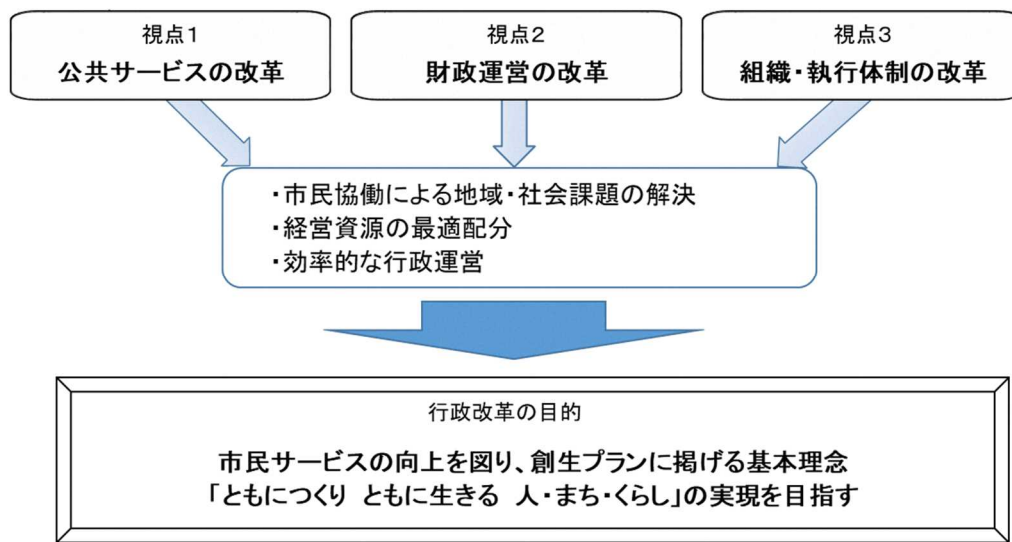 視点1
公共サービスの改革
視点2
財政運営の改革
視点3
組織・執行体制の改革
・市民協働による地域・社会課題の解決
・経営資源の最適配分
・効率的な行政運営
行政改革の目的
市民サービスの向上を図り、創生プランに掲げる基本理念
「ともにつくり ともに生きる 人・まち・くらし」の実現を目指す